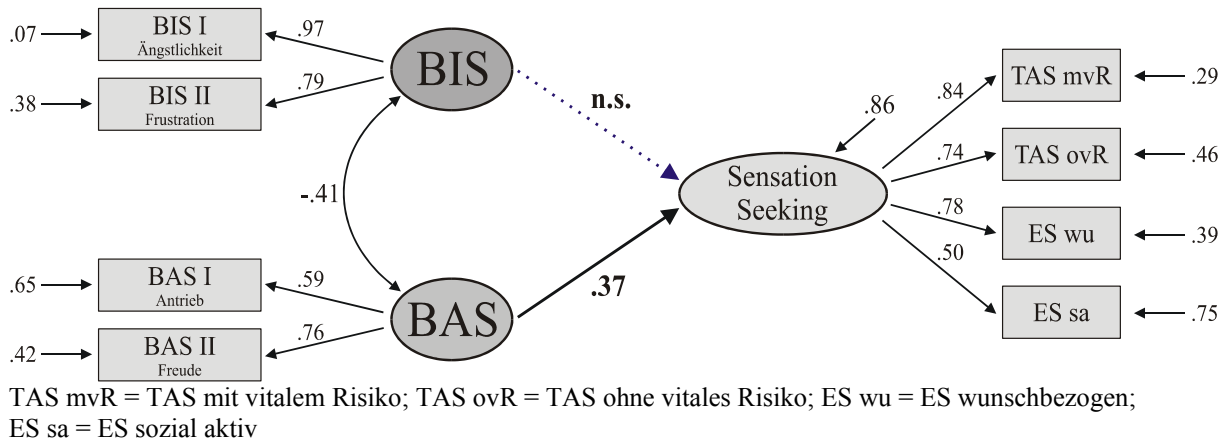 BIS I
Ängstlichkeit
.07
.97
BIS II
Frustration
.38
.79
BIS
n.s.
-.41
BAS I
Antrieb
.65
.59
BAS II
Freude
.42
.76
BAS
.37
.86
Sensation
Seeking
.84
TAS mvR
.29
.74
TAS ovR
.46
.78
ES wu
.39
.50
ES sa
.75
TAS mvR = TAS mit vitalem Risiko; TAS ovR = TAS ohne vitales Risiko; ES wu = ES wunschbezogen;
ES sa = ES sozial aktiv